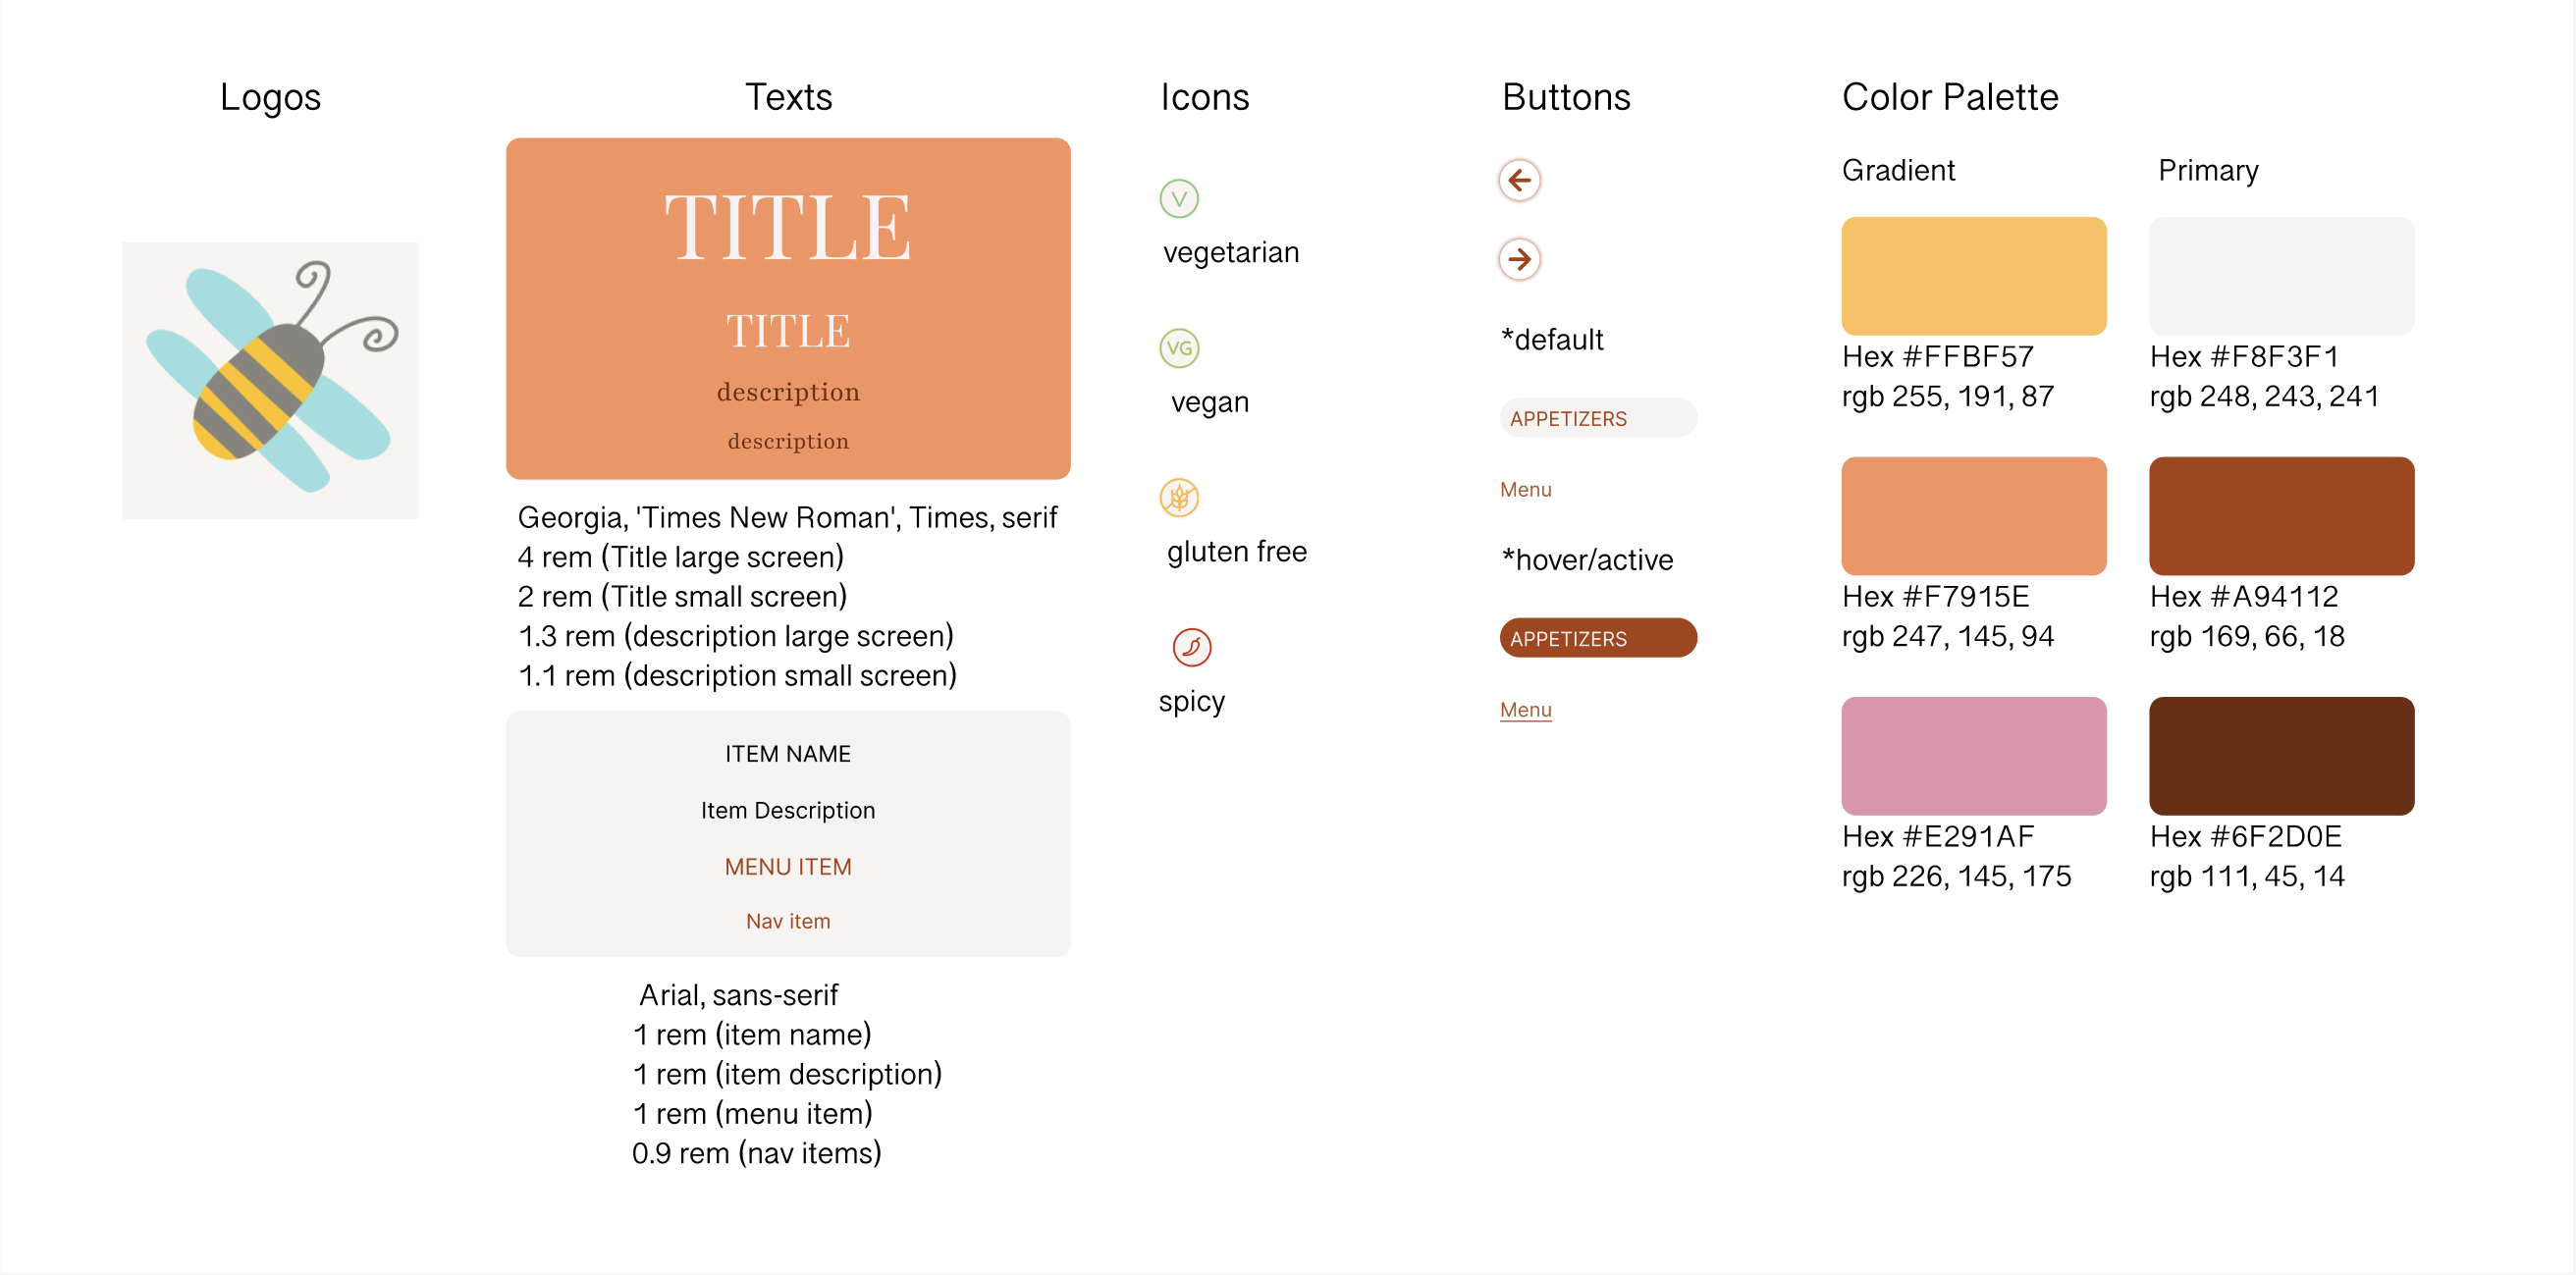 Logos
Texts
TITLE
TITLE
description
description
Georgia, 'Times New Roman', Times, serif
4 rem (Title large screen)
2 rem (Title small screen)
1.3 rem (description large screen)
1.1 rem (description small screen)
ITEM NAME
Item Description
MENU ITEM
Nav item
Arial, sans-serif
1 rem (item name)
1 rem (item description)
1 rem (menu item)
0.9 rem (nav items)
Icons
V
vegetarian
VG
vegan
gluten free
spicy
Buttons
*default
APPETIZERS
Menu
*hover/active
APPETIZERS
Menu
Color Palette
Gradient
Hex #FFBF57
rgb 255, 191, 87
Hex #F7915E
rgb 247, 145, 94
Hex #E291AF
rgb 226, 145, 175
Primary
Hex #F8F3F1
rgb 248, 243, 241
Hex #A94112
rgb 169, 66, 18
Hex #6F2D0E
rgb 111, 45, 14